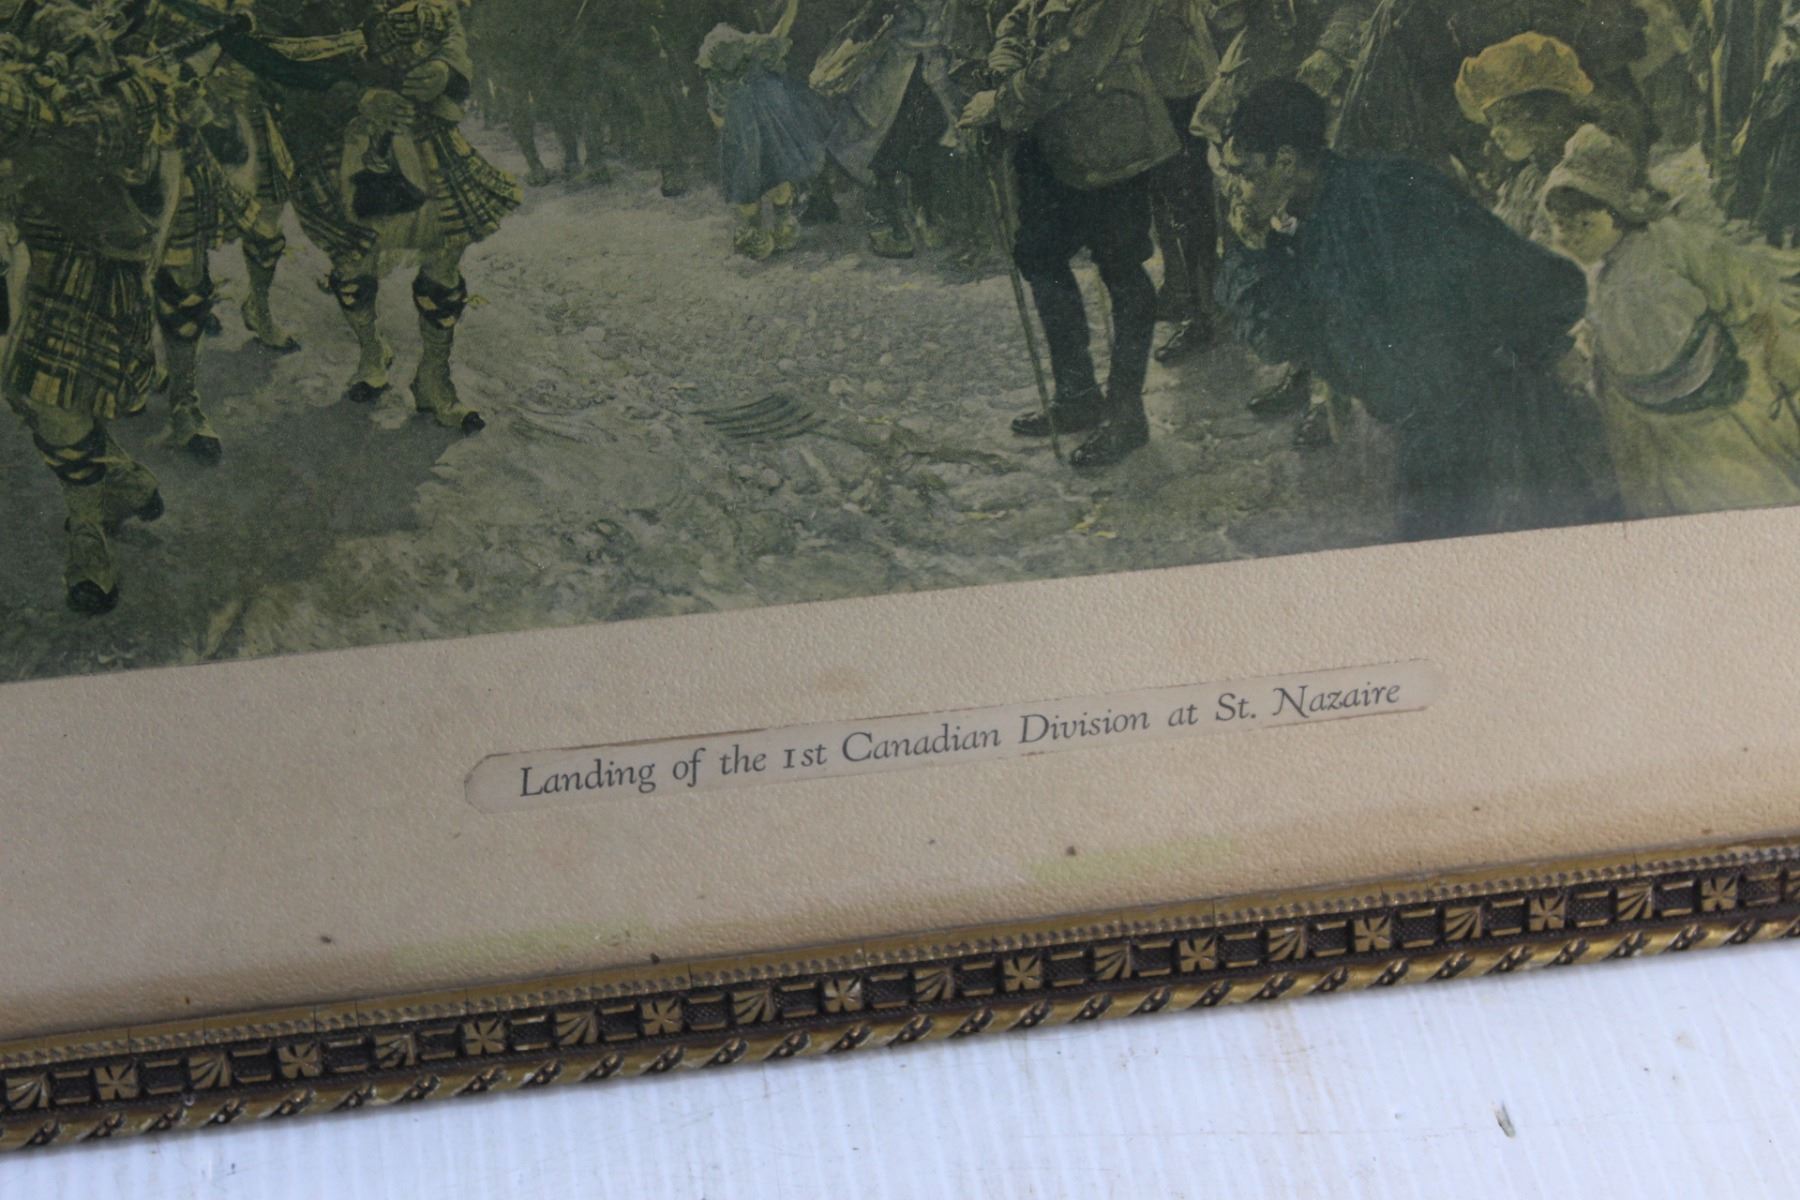 Landing of the 1st Canadian Division at St. Nazaire